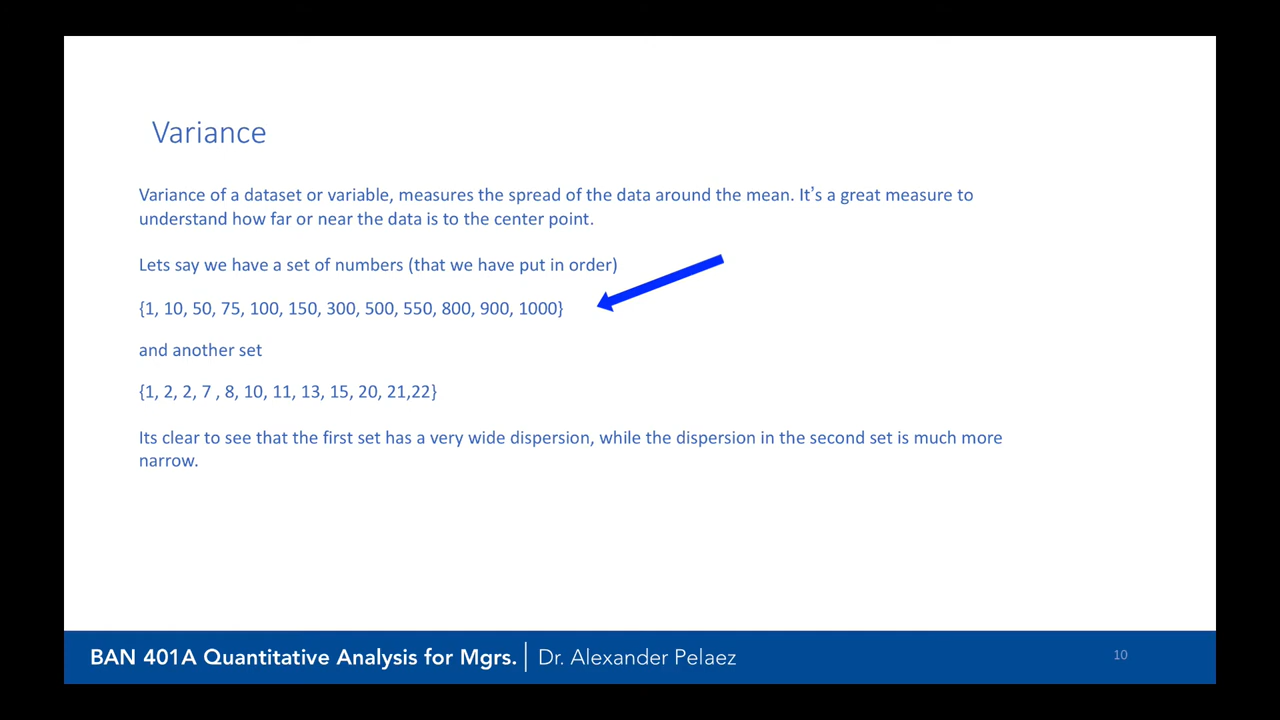 Variance
Variance of a dataset or variable, measures the spread of the data around the mean. It’s a great measure to
understand how far or near the data is to the center point.
Lets say we have a set of numbers (that we have put in order)
{1, 10, 50, 75, 100, 150, 300, 500, 550, 800, 900, 1000}
and another set
{1, 2, 2, 7 , 8, 10, 11, 13, 15, 20, 21,22}
Its clear to see that the first set has a very wide dispersion, while the dispersion in the second set is much more
narrow.
BAN 401A Quantitative Analysis for Mgrs. | Dr. Alexander Pelaez 10